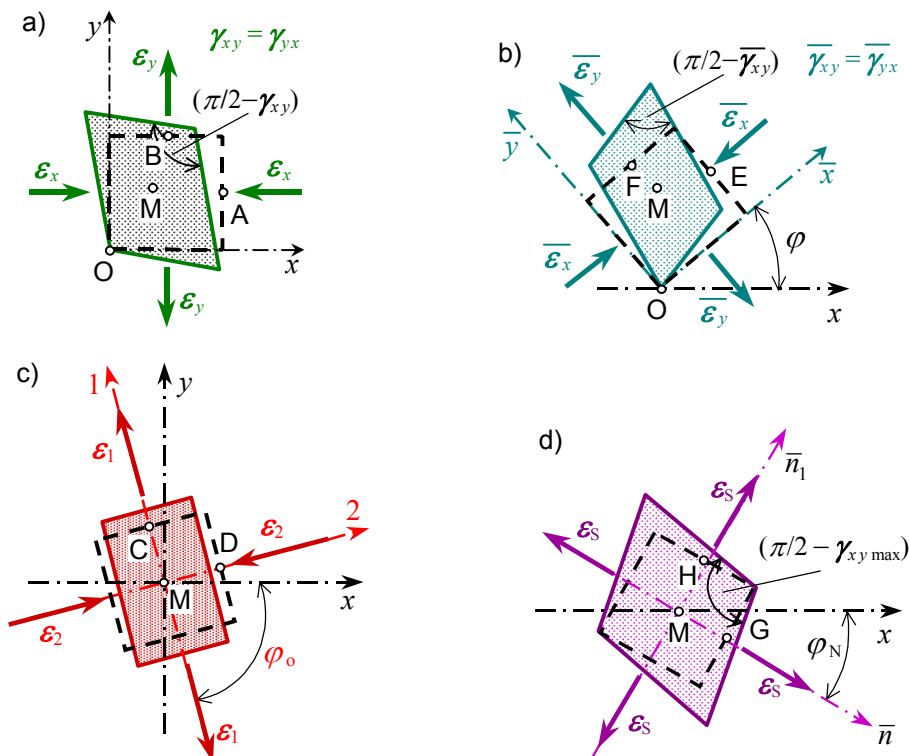 a)
y
εy
γxy = γyx
(π/2−γxy)
B
εx
εx
M
A
O
x
εy
b)
(π/2−γ̅xy)
γ̅xy = γ̅yx
ε̅y
ε̅x
y̅
x̅
F
E
M
φ
ε̅x
O
ε̅y
x
c)
1
y
ε1
2
ε2
C
D
M
x
ε2
φo
ε1
d)
n̅1
εS
εS
(π/2 − γxy max)
H
M
G
x
φN
εS
εS
n̅